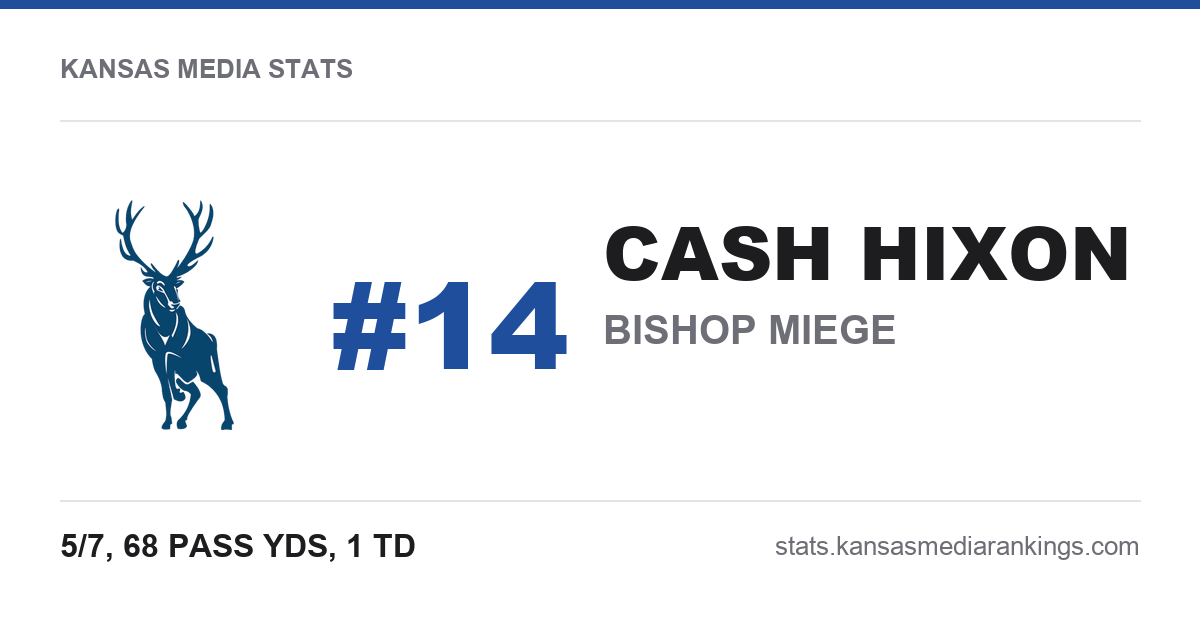 KANSAS MEDIA STATS
#14
CASH HIXON
BISHOP MIEGE
5/7, 68 PASS YDS, 1 TD
stats.kansasmediarankings.com